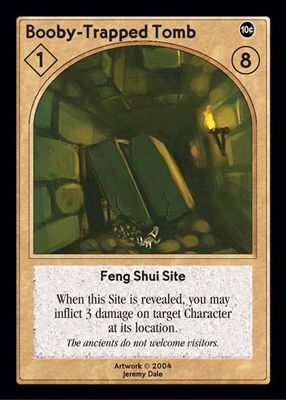 Booby-Trapped Tomb
10¢
1
8
Feng Shui Site
When this Site is revealed, you may
inflict 3 damage on target Character
at its location.
The ancients do not welcome visitors.
Artwork © 2004
Jeremy Dale